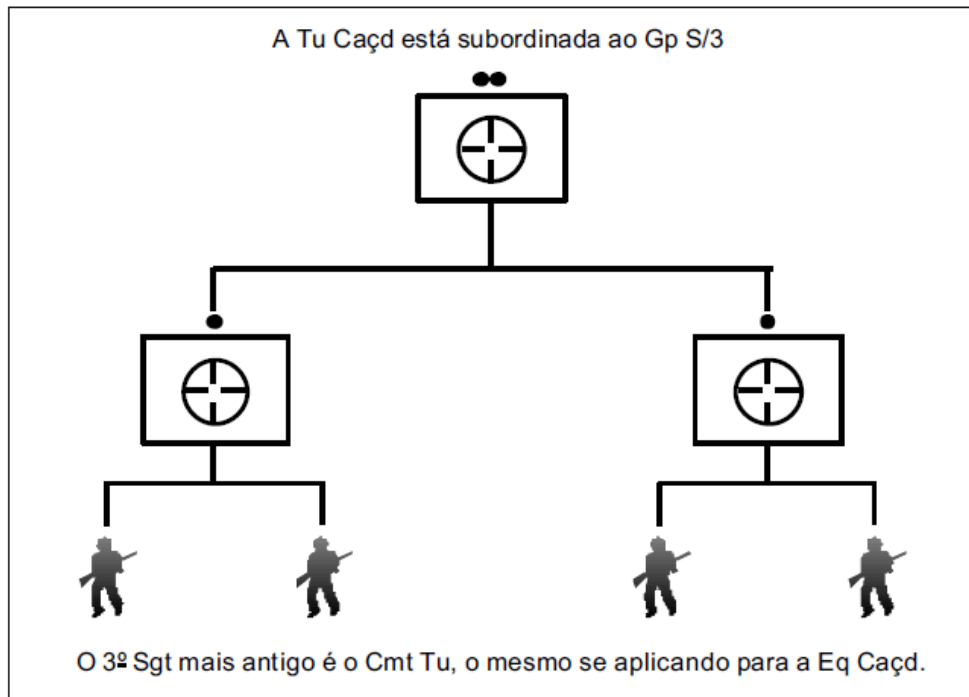 A Tu Caçd está subordinada ao Gp S/3
O 3º Sgt mais antigo é o Cmt Tu, o mesmo se aplicando para a Eq Caçd.